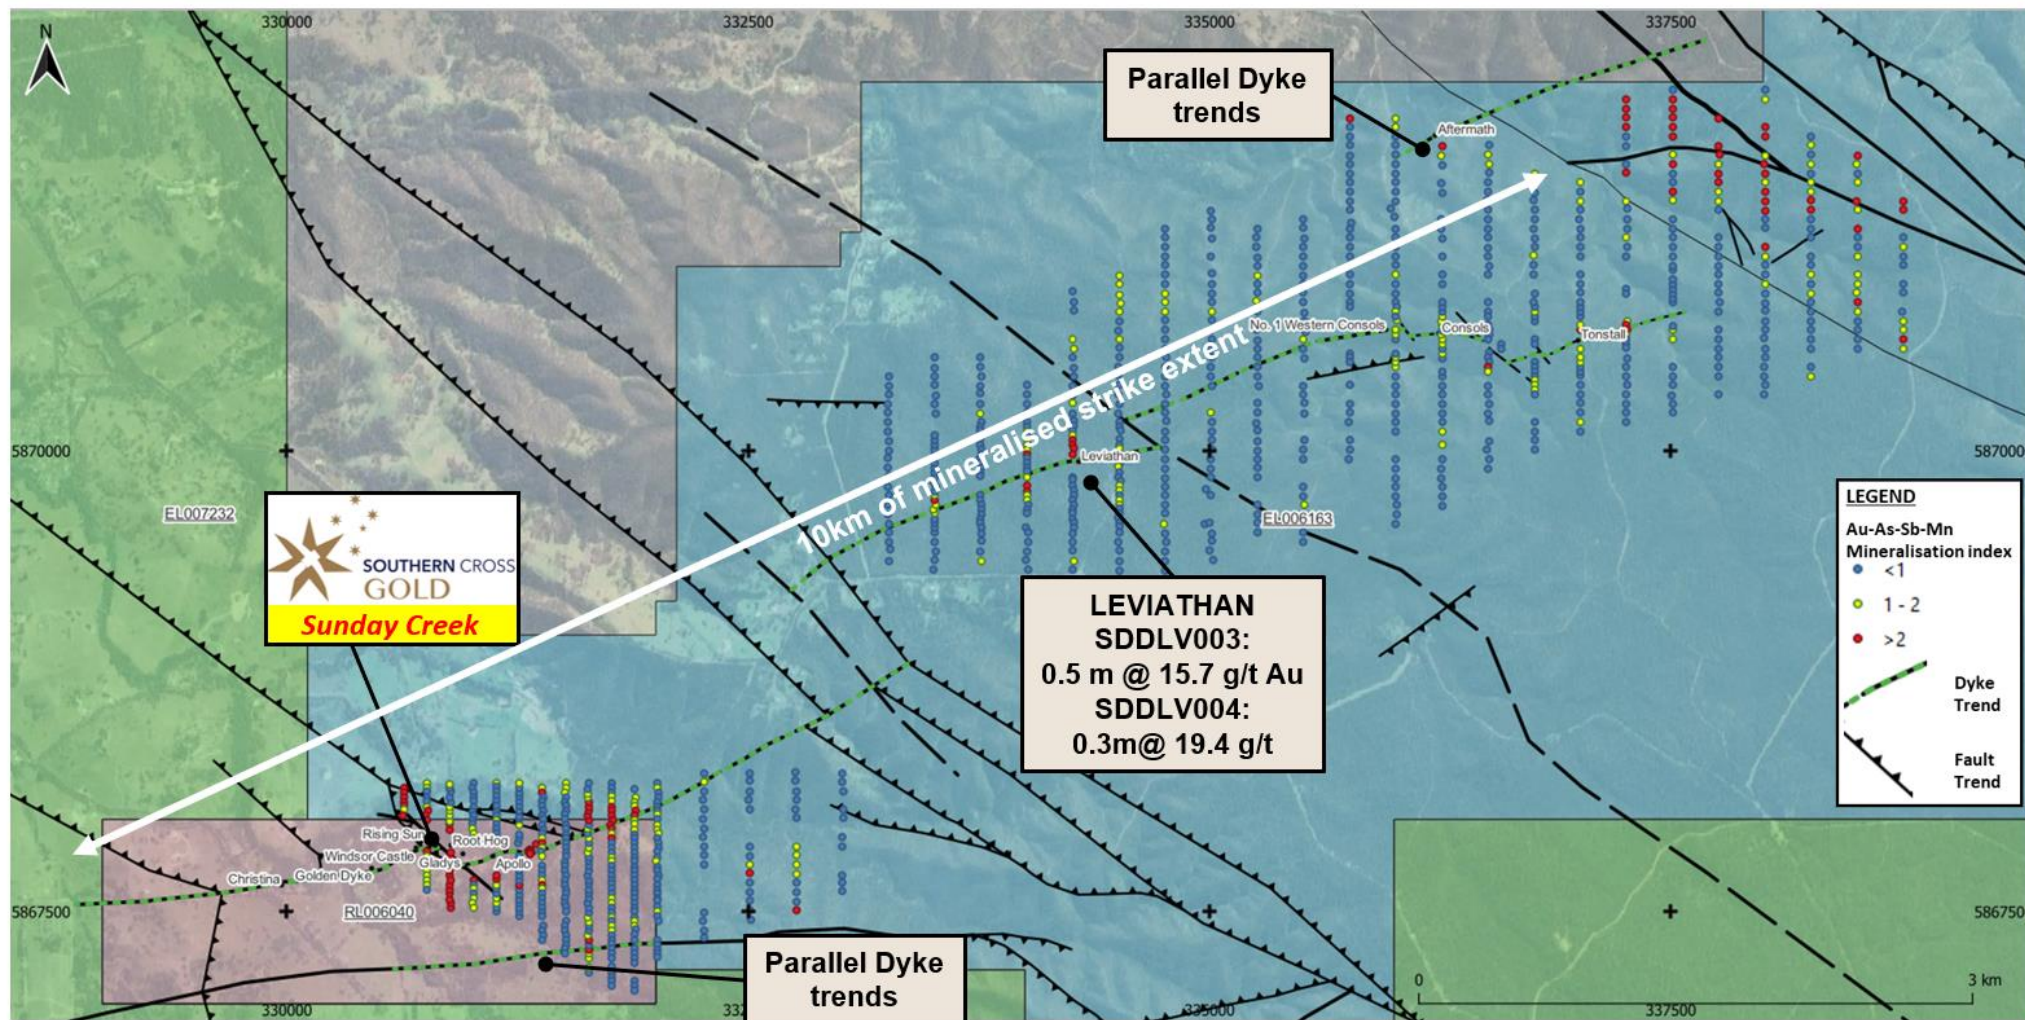 N
330000
332500
335000
337500
Parallel Dyke
trends
Aftermath
10km of mineralised strike extent
No. 1 Western Consols
Consols
Tonstall
Leviathan
5870000
587000
EL007232
EL006163
SOUTHERN CROSS
GOLD
Sunday Creek
LEVIATHAN
SDDLV003:
0.5 m @ 15.7 g/t Au
SDDLV004:
0.3m@ 19.4 g/t
LEGEND
Au-As-Sb-Mn
Mineralisation index
<1
1 - 2
>2
Dyke
Trend
Fault
Trend
Rising Sun
Root Hog
Windsor Castle
Gladys
Apollo
Christina
Golden Dyke
RL006040
5867500
586750
Parallel Dyke
trends
0
3 km
330000
332
335000
337500